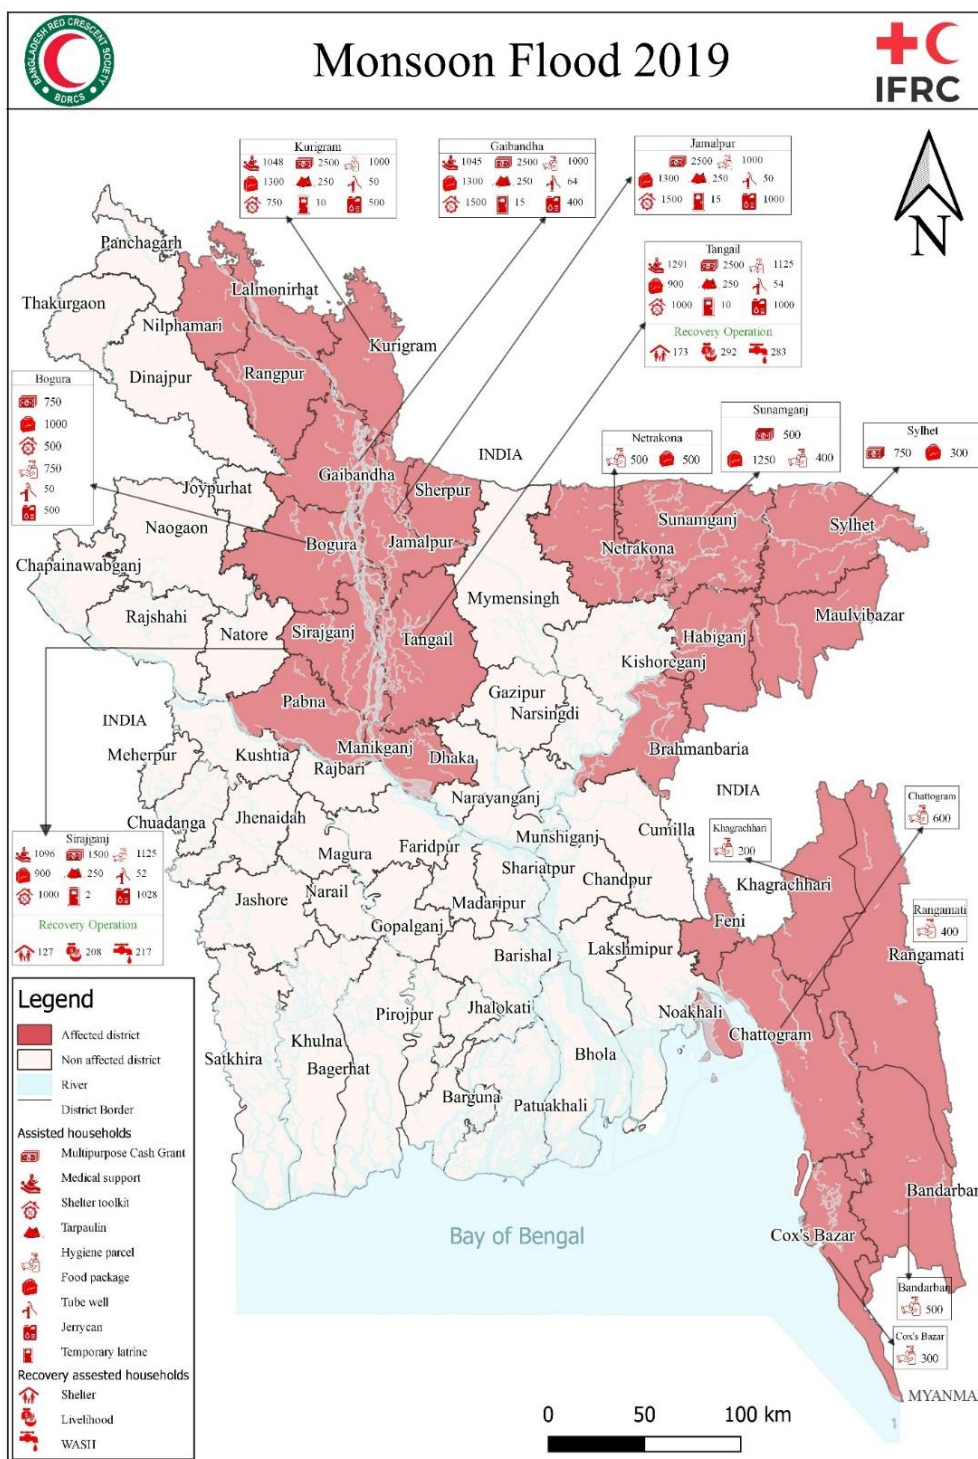 BANGLADESH RED CRESCENT SOCIETY
BDRCS
Monsoon Flood 2019
IFRC
Kurigram
1048 2500 1000
1300 250 50
750 10 500
Gaibandha
1045 2500 1000
1300 250 64
1500 15 400
Jamalpur
2500 1000
1300 250 50
1500 15 1000
N
Tangail
1291 2500 1125
900 250 54
1000 10 1000
Recovery Operation
173 292 283
Panchagarh
Thakurgaon
Lalmonirhat
Nilphamari
Kurigram
Rangpur
Dinajpur
Bogura
750
1000
500
750
50
500
Sunamganj
500
1250 400
Netrakona
500 500
Sylhet
750 300
INDIA
Gaibandha
Sherpur
Joypurhat
Naogaon
Sunamganj
Sylhet
Bogura
Jamalpur
Netrakona
Chapainawabganj
Mymensingh
Rajshahi
Natore
Sirajganj
Tangail
Maulvibazar
Habiganj
Kishoreganj
Pabna
Gazipur
Narsingdi
INDIA
Meherpur
Kushtia
Manikganj
Rajbari
Dhaka
Brahmanbaria
Narayanganj
INDIA
Chuadanga
Jhenaidah
Magura
Faridpur
Munshiganj
Shariatpur
Cumilla
Chandpur
Chattogram
600
Khagrachhari
200
Khagrachhari
Sirajganj
1096 1500 1125
900 250 52
1000 2 1028
Recovery Operation
127 208 217
Jashore
Narail
Madaripur
Gopalganj
Feni
Rangamati
400
Rangamati
Barishal
Lakshmipur
Jhalokati
Pirojpur
Noakhali
Chattogram
Satkhira
Khulna
Bagerhat
Bhola
Barguna
Patuakhali
Bandarban
Bay of Bengal
Cox's Bazar
Bandarban
500
Cox's Bazar
300
MYANMA
Legend
Affected district
Non affected district
River
District Border
Assisted households
Multipurpose Cash Grant
Medical support
Shelter toolkit
Tarpaulin
Hygiene parcel
Food package
Tube well
Jerrycan
Temporary latrine
Recovery assested households
Shelter
Livelihood
WASH
0 50 100 km